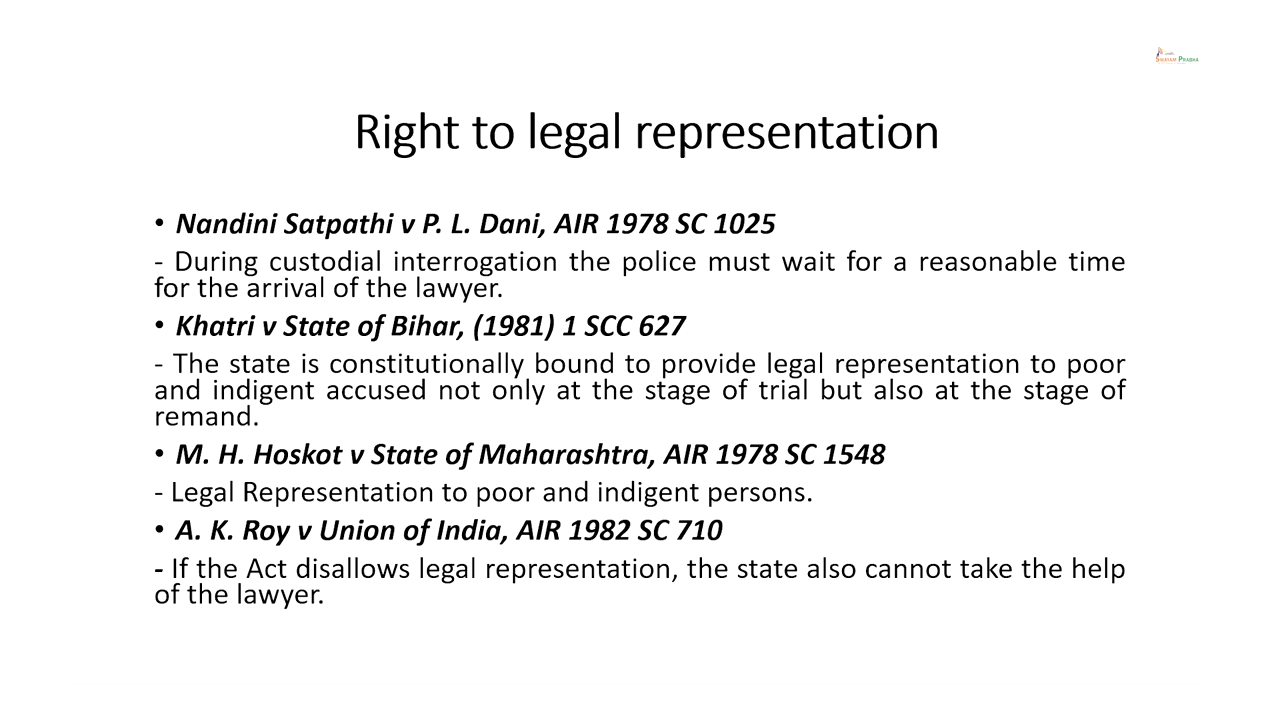 SWAYAM PRABHA
Right to legal representation
• Nandini Satpathi v P. L. Dani, AIR 1978 SC 1025
- During custodial interrogation the police must wait for a reasonable time
for the arrival of the lawyer.
• Khatri v State of Bihar, (1981) 1 SCC 627
- The state is constitutionally bound to provide legal representation to poor
and indigent accused not only at the stage of trial but also at the stage of
remand.
• M. H. Hoskot v State of Maharashtra, AIR 1978 SC 1548
- Legal Representation to poor and indigent persons.
• A. K. Roy v Union of India, AIR 1982 SC 710
- If the Act disallows legal representation, the state also cannot take the help
of the lawyer.